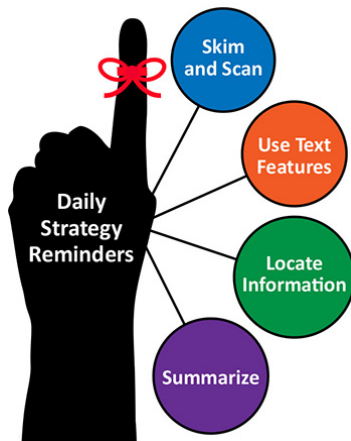 Skim
and Scan
Use Text
Features
Daily
Strategy
Reminders
Locate
Information
Summarize